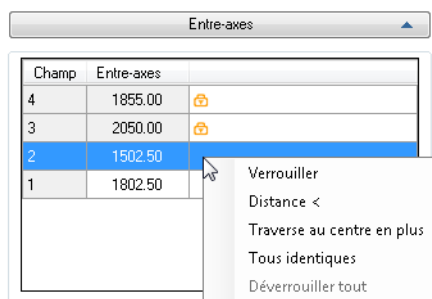 Entre-axes
Champ Entre-axes
4 1855.00
3 2050.00
2 1502.50
1 1802.50
Verrouiller
Distance <
Traverse au centre en plus
Tous identiques
Déverrouiller tout